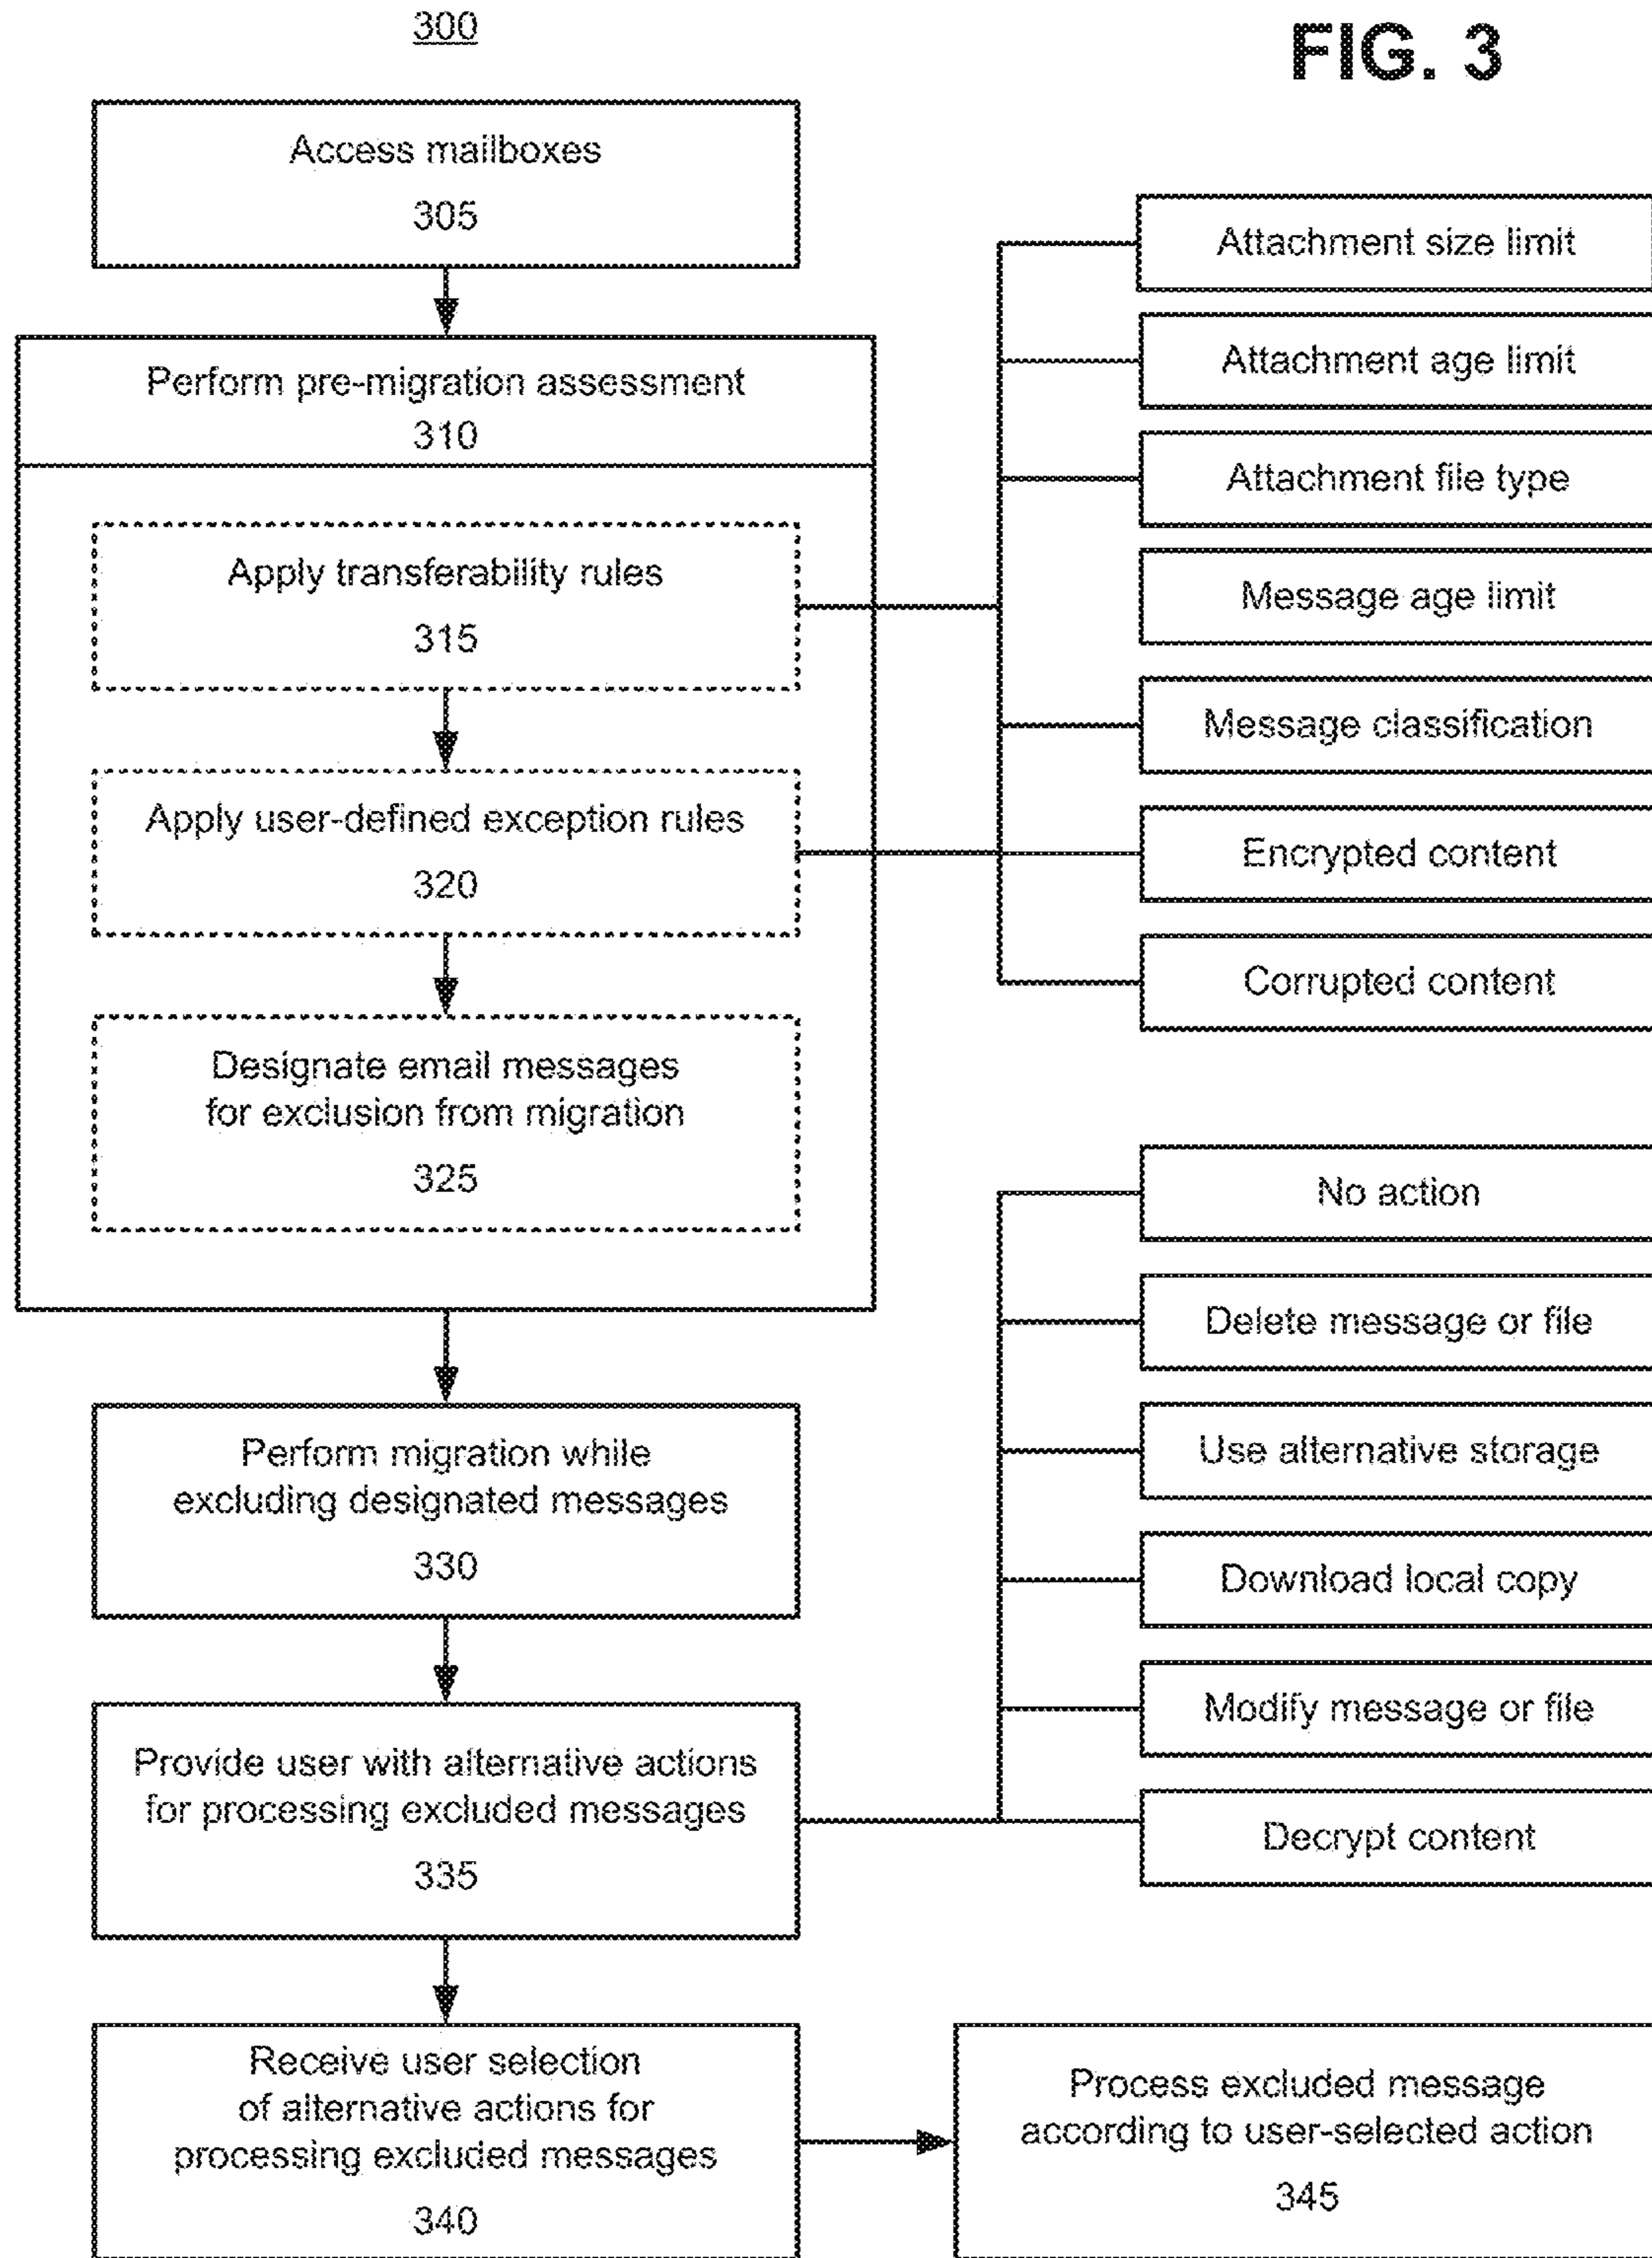 300
FIG. 3
Access mailboxes
305
Perform pre-migration assessment
310
Apply transferability rules
315
Apply user-defined exception rules
320
Designate email messages
for exclusion from migration
325
Attachment size limit
Attachment age limit
Attachment file type
Message age limit
Message classification
Encrypted content
Corrupted content
Perform migration while
excluding designated messages
330
Provide user with alternative actions
for processing excluded messages
335
No action
Delete message or file
Use alternative storage
Download local copy
Modify message or file
Decrypt content
Receive user selection
of alternative actions for
processing excluded messages
340
Process excluded message
according to user-selected action
345